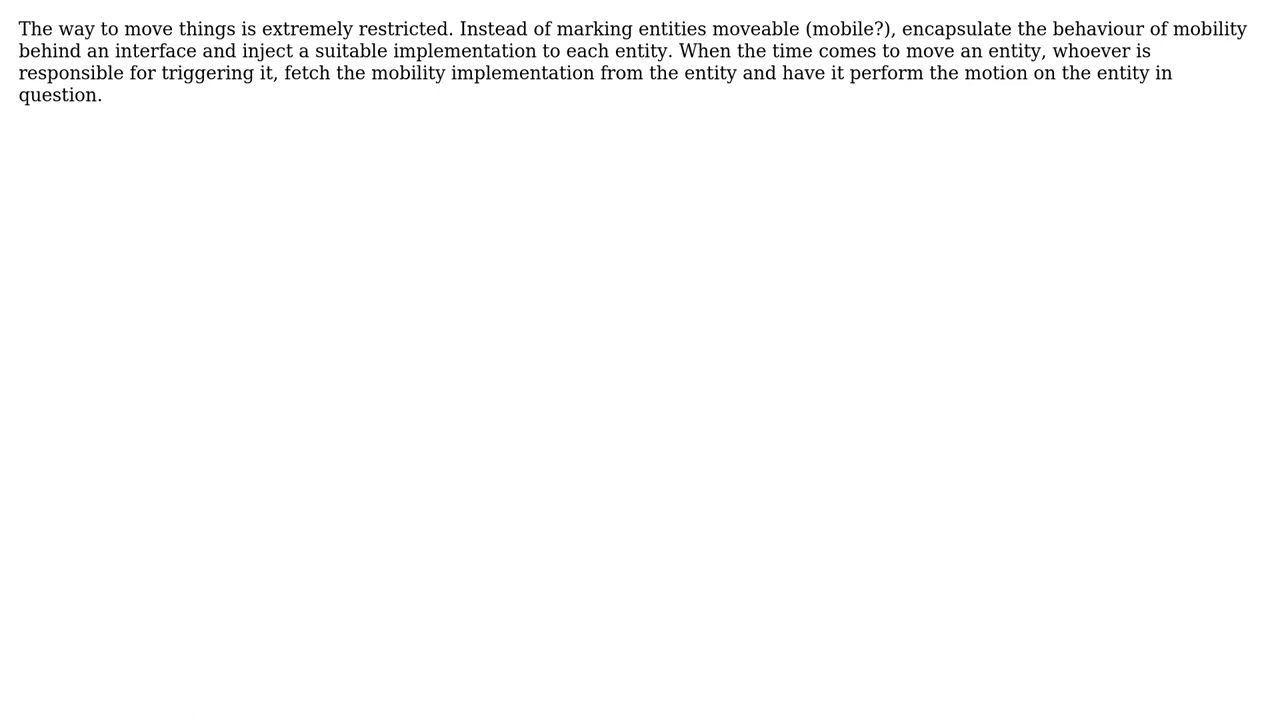 The way to move things is extremely restricted. Instead of marking entities moveable (mobile?), encapsulate the behaviour of mobility
behind an interface and inject a suitable implementation to each entity. When the time comes to move an entity, whoever is
responsible for triggering it, fetch the mobility implementation from the entity and have it perform the motion on the entity in
question.